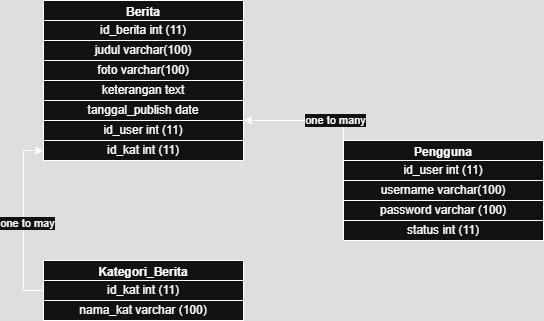 Berita
id_berita int (11)
judul varchar(100)
foto varchar(100)
keterangan text
tanggal_publish date
id_user int (11)
id_kat int (11)
one to many
Pengguna
id_user int (11)
username varchar(100)
password varchar (100)
status int (11)
one to may
Kategori_Berita
id_kat int (11)
nama_kat varchar (100)